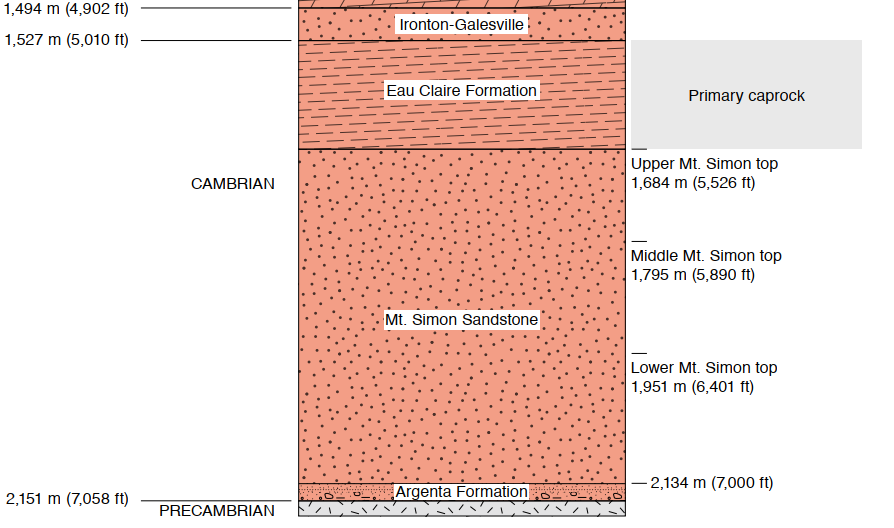 1,494 m (4,902 ft)
Ironton-Galesville
1,527 m (5,010 ft)
Eau Claire Formation
Primary caprock
Upper Mt. Simon top
1,684 m (5,526 ft)
CAMBRIAN
Middle Mt. Simon top
1,795 m (5,890 ft)
Mt. Simon Sandstone
Lower Mt. Simon top
1,951 m (6,401 ft)
2,134 m (7,000 ft)
Argenta Formation
2,151 m (7,058 ft)
PRECAMBRIAN